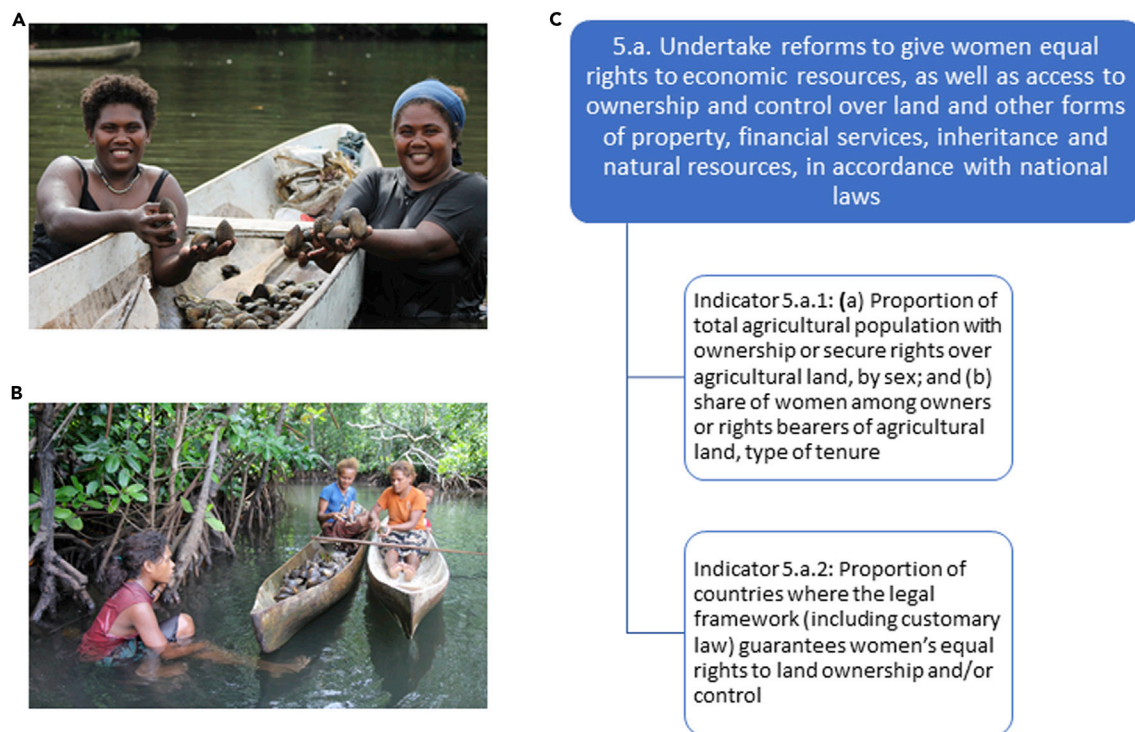 A
B
C
5.a. Undertake reforms to give women equal
rights to economic resources, as well as access to
ownership and control over land and other forms
of property, financial services, inheritance and
natural resources, in accordance with national
laws
Indicator 5.a.1: (a) Proportion of
total agricultural population with
ownership or secure rights over
agricultural land, by sex; and (b)
share of women among owners
or rights bearers of agricultural
land, type of tenure
Indicator 5.a.2: Proportion of
countries where the legal
framework (including customary
law) guarantees women's equal
rights to land ownership and/or
control